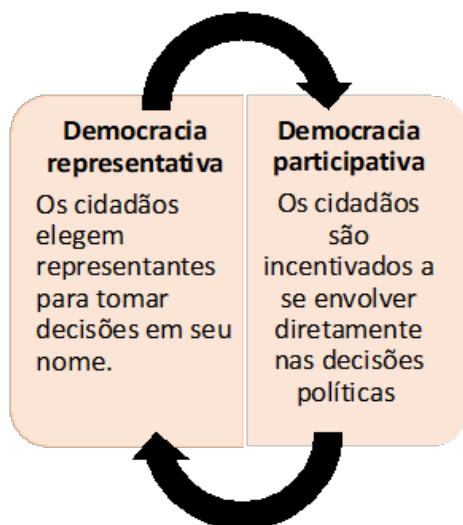 Democracia
representativa
Os cidadãos
elegem
representantes
para tomar
decisões em seu
nome.
Democracia
participativa
Os cidadãos
são
incentivados a
se envolver
diretamente
nas decisões
políticas